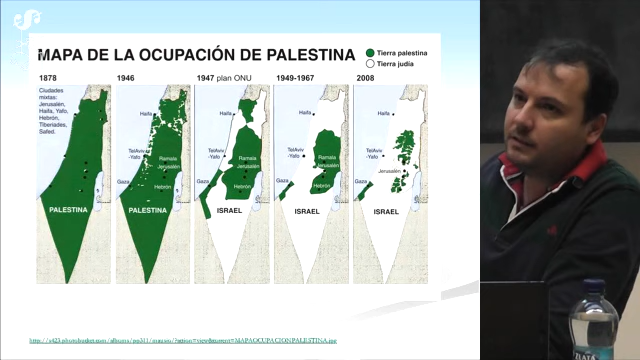 MAPA DE LA OCUPACIÓN DE PALESTINA
Tierra palestina
Tierra judía
1878
1946
1947 plan ONU
1949-1967
2008
Ciudades
mixtas:
Jerusalén,
Haifa, Yafo,
Hebrón,
Tiberiades,
Safed.
PALESTINA
Haifa
TelAviv
-Yafo
Ramala
Jerusalén
Hebrón
Gaza
PALESTINA
Haifa
TelAviv
-Yafo
Ramala
Jerusalén
Hebrón
Gaza
ISRAEL
Haifa
TelAviv
-Yafo
Ramala
Jerusalén
Hebrón
Gaza
ISRAEL
Haifa
TelAviv
-Yafo
Jerusalén
Gaza
ISRAEL
ZLATÁ